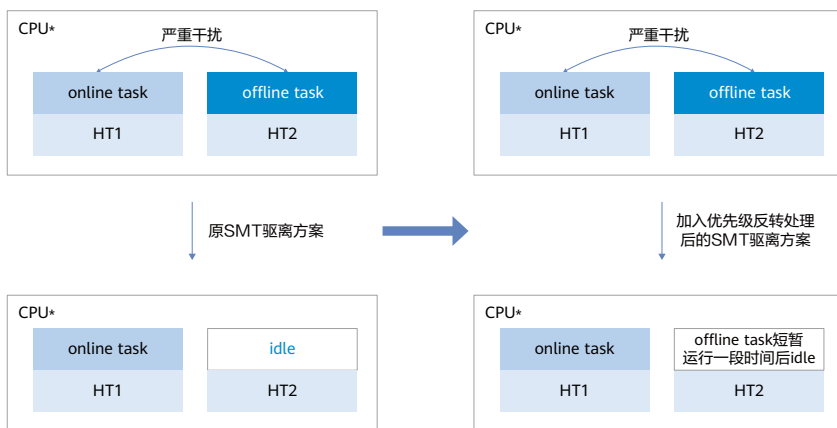 CPU*
严重干扰
online task
offline task
HT1
HT2
原SMT驱离方案
CPU*
online task
idle
HT1
HT2
CPU*
严重干扰
online task
offline task
HT1
HT2
加入优先级反转处理
后的SMT驱离方案
CPU*
online task
offline task短暂
运行一段时间后idle
HT1
HT2